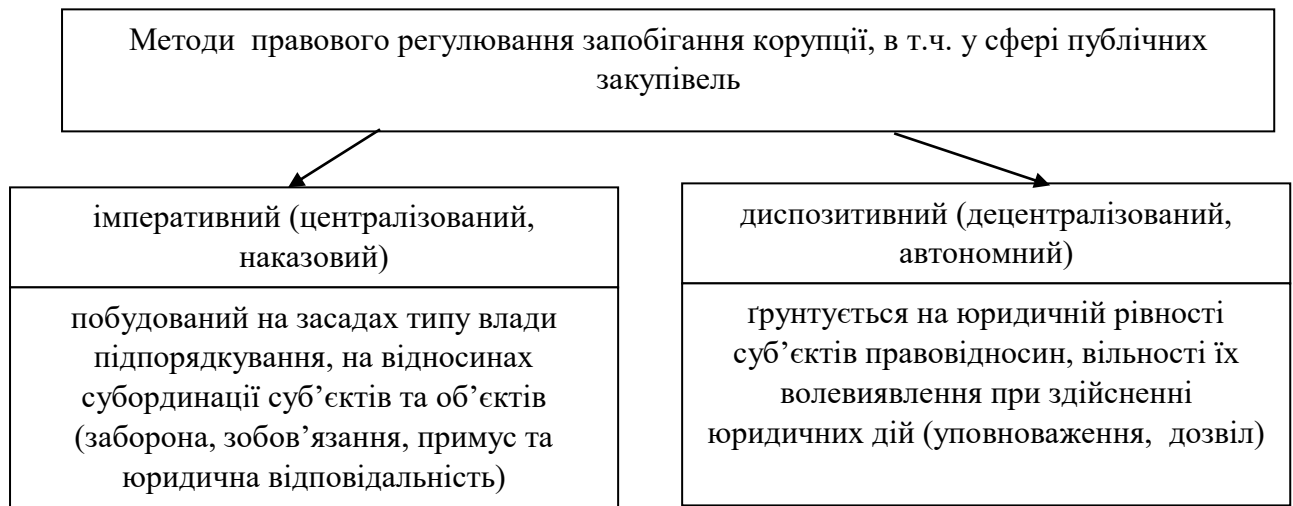 Методи правового регулювання запобігання корупції, в т.ч. у сфері публічних
закупівель
імперативний (централізований,
наказовий)
побудований на засадах типу влади
підпорядкування, на відносинах
субординації суб’єктів та об’єктів
(заборона, зобов’язання, примус та
юридична відповідальність)
диспозитивний (децентралізований,
автономний)
ґрунтується на юридичній рівності
суб’єктів правовідносин, вільності їх
волевиявлення при здійсненні
юридичних дій (уповноваження, дозвіл)